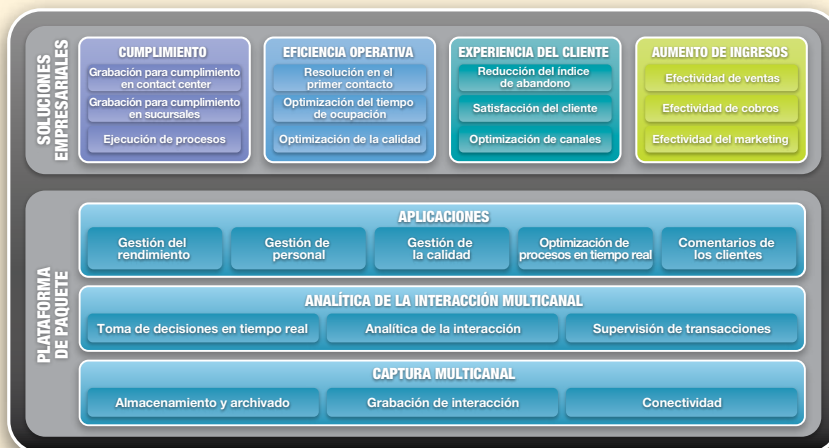 SOLUCIONES
EMPRESARIALES
CUMPLIMIENTO
Grabación para cumplimiento
en contact center
Grabación para cumplimiento
en sucursales
Ejecución de procesos
EFICIENCIA OPERATIVA
Resolución en el
primer contacto
Optimización del tiempo
de ocupación
Optimización de la calidad
EXPERIENCIA DEL CLIENTE
Reducción del índice
de abandono
Satisfacción del cliente
Optimización de canales
AUMENTO DE INGRESOS
Efectividad de ventas
Efectividad de cobros
Efectividad del marketing
PLATAFORMA
DE PAQUETE
APLICACIONES
Gestión del
rendimiento
Gestión de
personal
Gestión de
la calidad
Optimización de
procesos en tiempo real
Comentarios de
los clientes
ANALÍTICA DE LA INTERACCIÓN MULTICANAL
Toma de decisiones en tiempo real
Analítica de la interacción
Supervisión de transacciones
CAPTURA MULTICANAL
Almacenamiento y archivado
Grabación de interacción
Conectividad